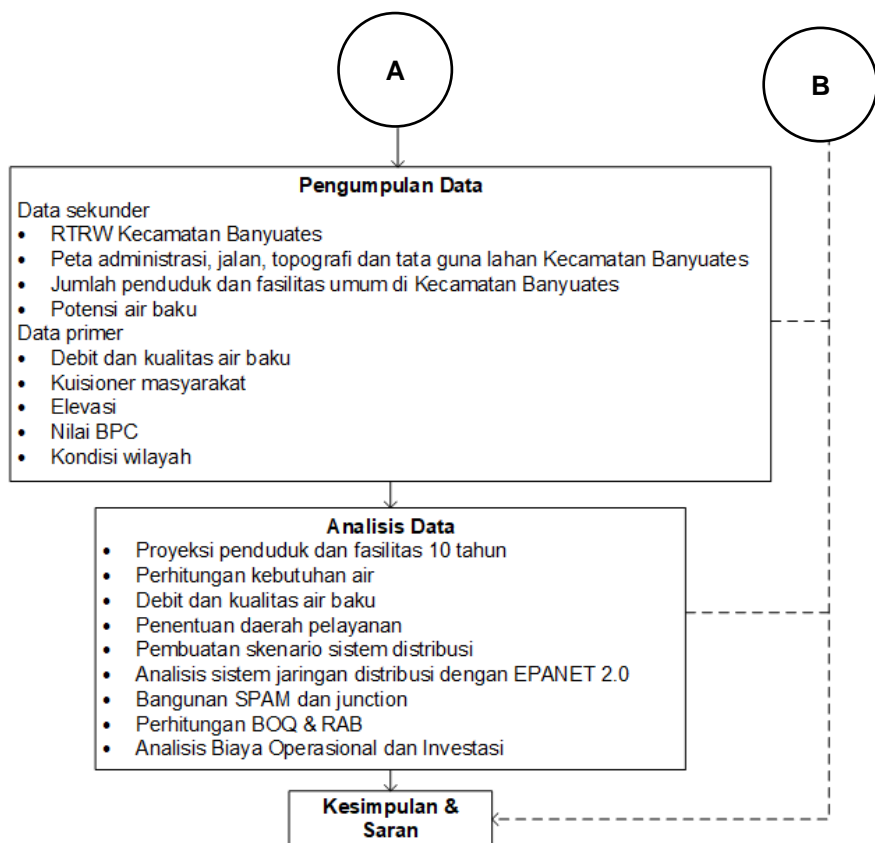 A
B
Pengumpulan Data
Data sekunder
• RTRW Kecamatan Banyuates
• Peta administrasi, jalan, topografi dan tata guna lahan Kecamatan Banyuates
• Jumlah penduduk dan fasilitas umum di Kecamatan Banyuates
• Potensi air baku
Data primer
• Debit dan kualitas air baku
• Kuisioner masyarakat
• Elevasi
• Nilai BPC
• Kondisi wilayah
Analisis Data
• Proyeksi penduduk dan fasilitas 10 tahun
• Perhitungan kebutuhan air
• Debit dan kualitas air baku
• Penentuan daerah pelayanan
• Pembuatan skenario sistem distribusi
• Analisis sistem jaringan distribusi dengan EPANET 2.0
• Bangunan SPAM dan junction
• Perhitungan BOQ & RAB
• Analisis Biaya Operasional dan Investasi
Kesimpulan &
Saran